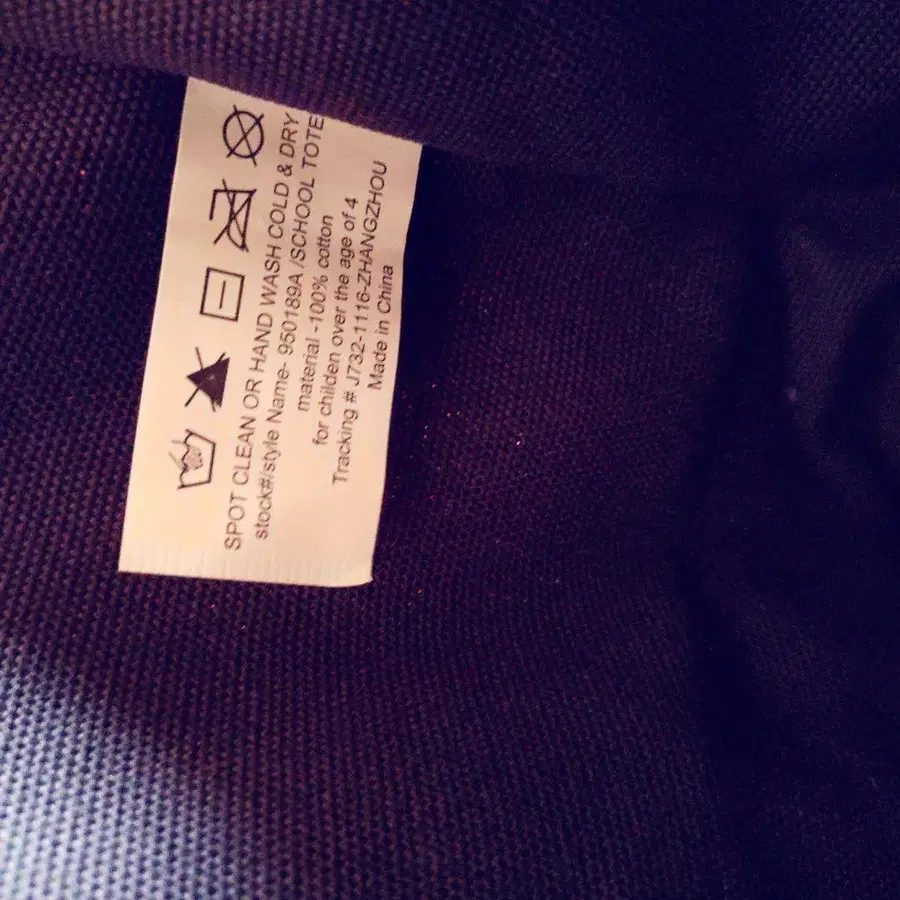 SPOT CLEAN OR HAND WASH COLD & DRY
stock#/style Name- 950189A /SCHOOL TOTE
material -100% cotton
for childen over the age of 4
Tracking # J732-1116-ZHANGZHOU
Made in China